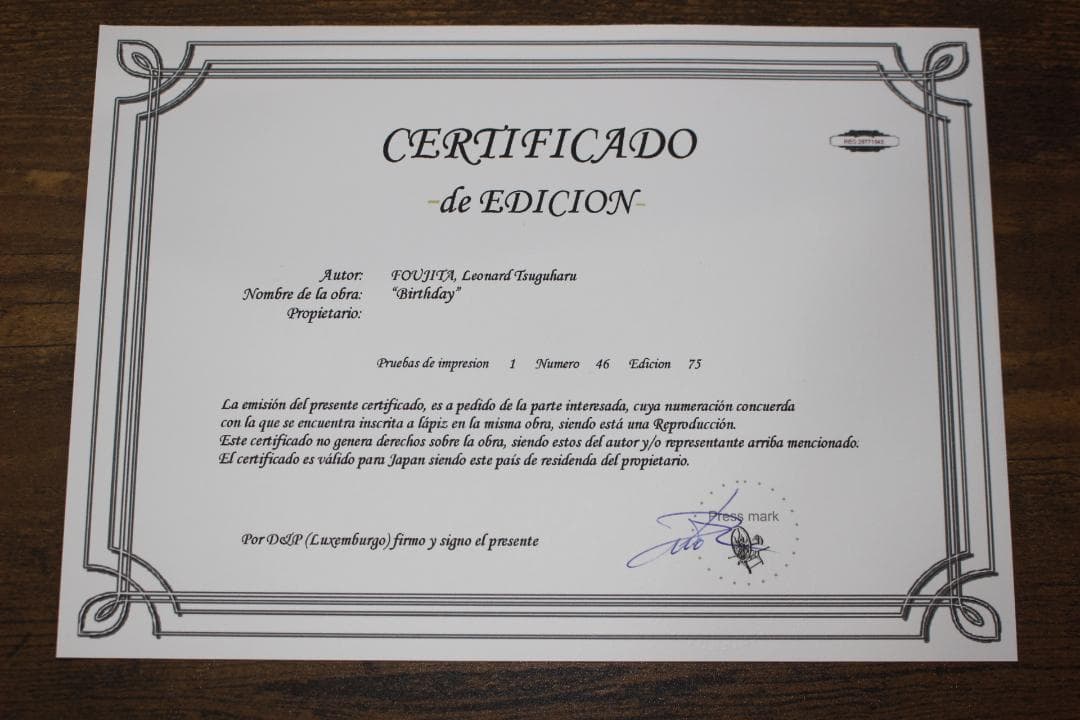 CERTIFICADO
-de EDICION-
Autor: FOUJITA, Leonard Tsuguharu
Nombre de la obra: “Birthday”
Propietario:
Pruebas de impresion 1 Numero 46 Edicion 75
La emisión del presente certificado, es a pedido de la parte interesada, cuya numeración concuerda
con la que se encuentra inscrita a lápiz en la misma obra, siendo está una Reproducción.
Este certificado no genera derechos sobre la obra, siendo estos del autor y/o representante arriba mencionado.
El certificado es válido para Japan siendo este país de residenda del propietario.
Press mark
Por D&P (Luxemburgo) firmo y signo el presente